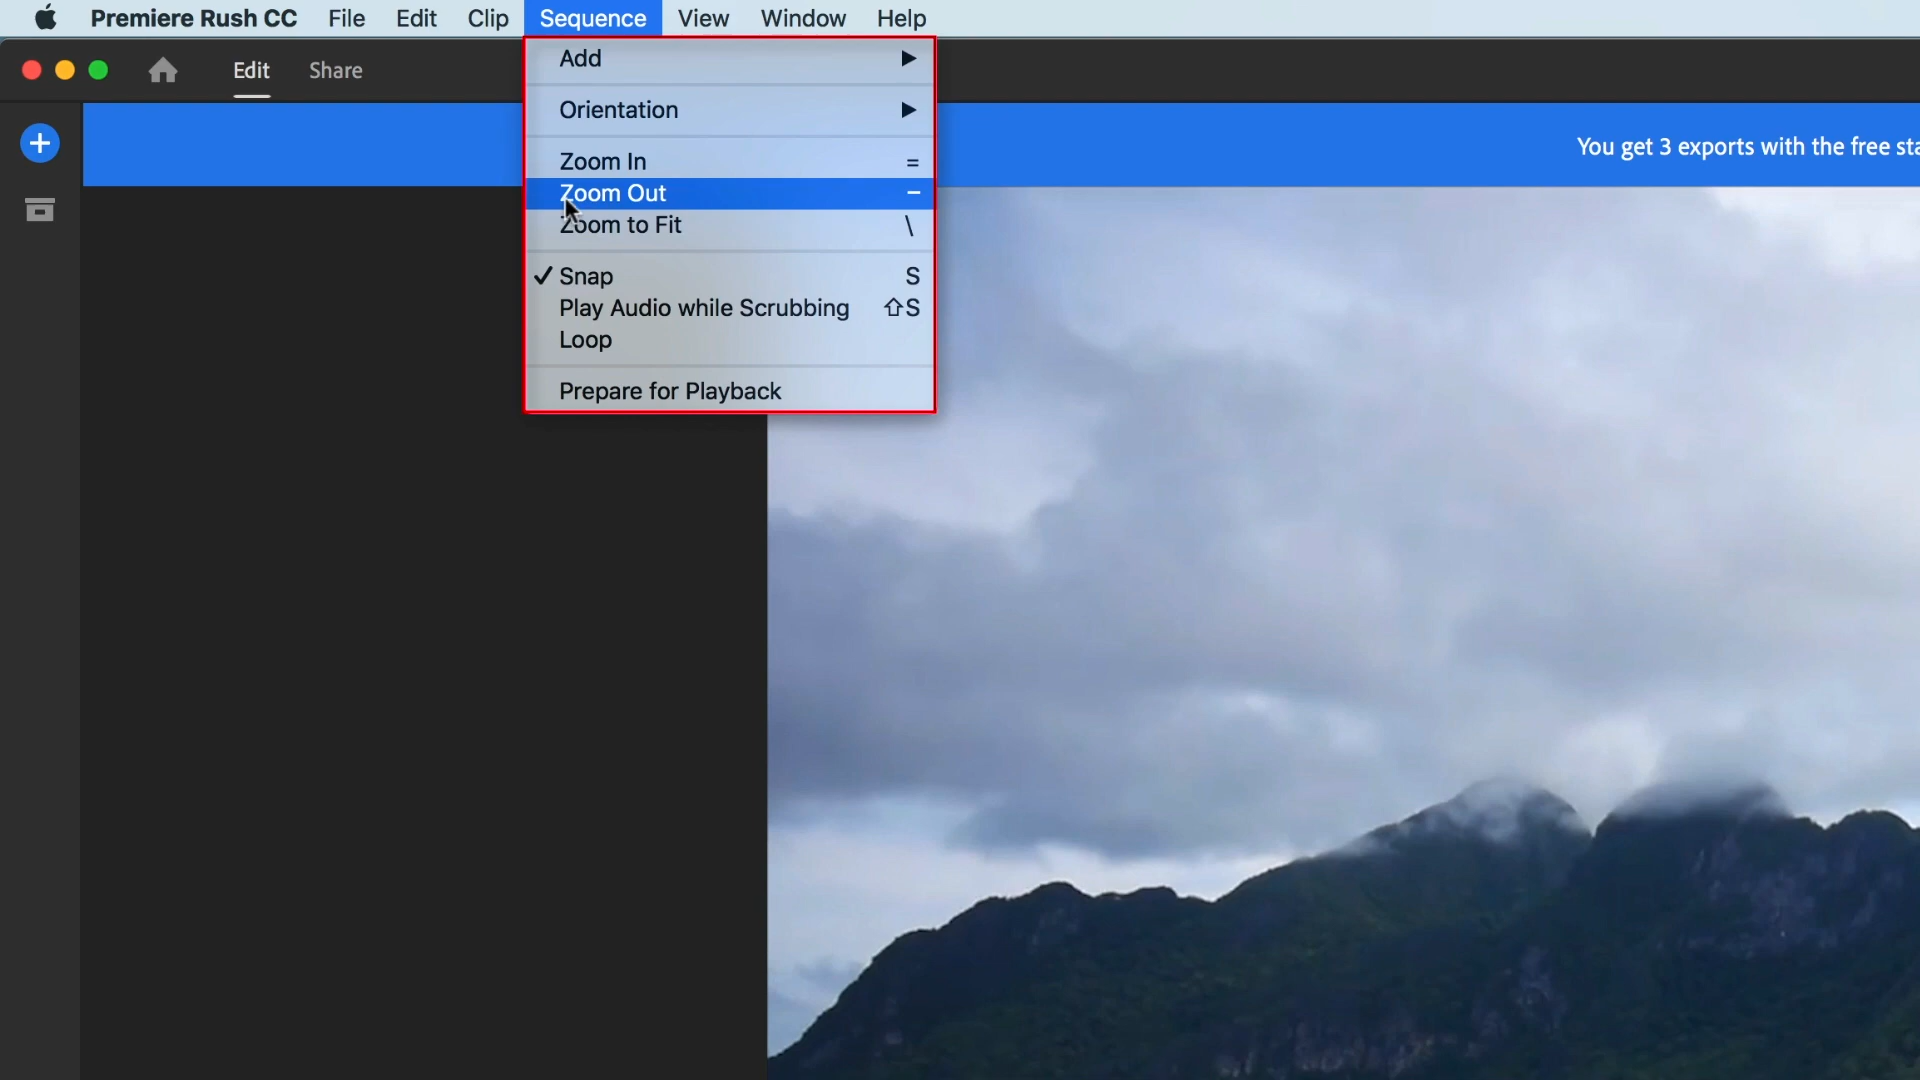 Premiere Rush CC File Edit Clip Sequence View Window Help
Edit Share
Add ▶
Orientation ▶
You get 3 exports with the free
Zoom In =
Zoom Out –
Zoom to Fit \
✓ Snap S
Play Audio while Scrubbing ⇧S
Loop
Prepare for Playback